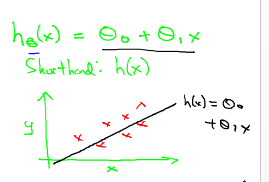 hθ(x) = θ₀ + θ₁x
Shorthand: h(x)
h(x) = θ₀
+ θ₁x
y
x